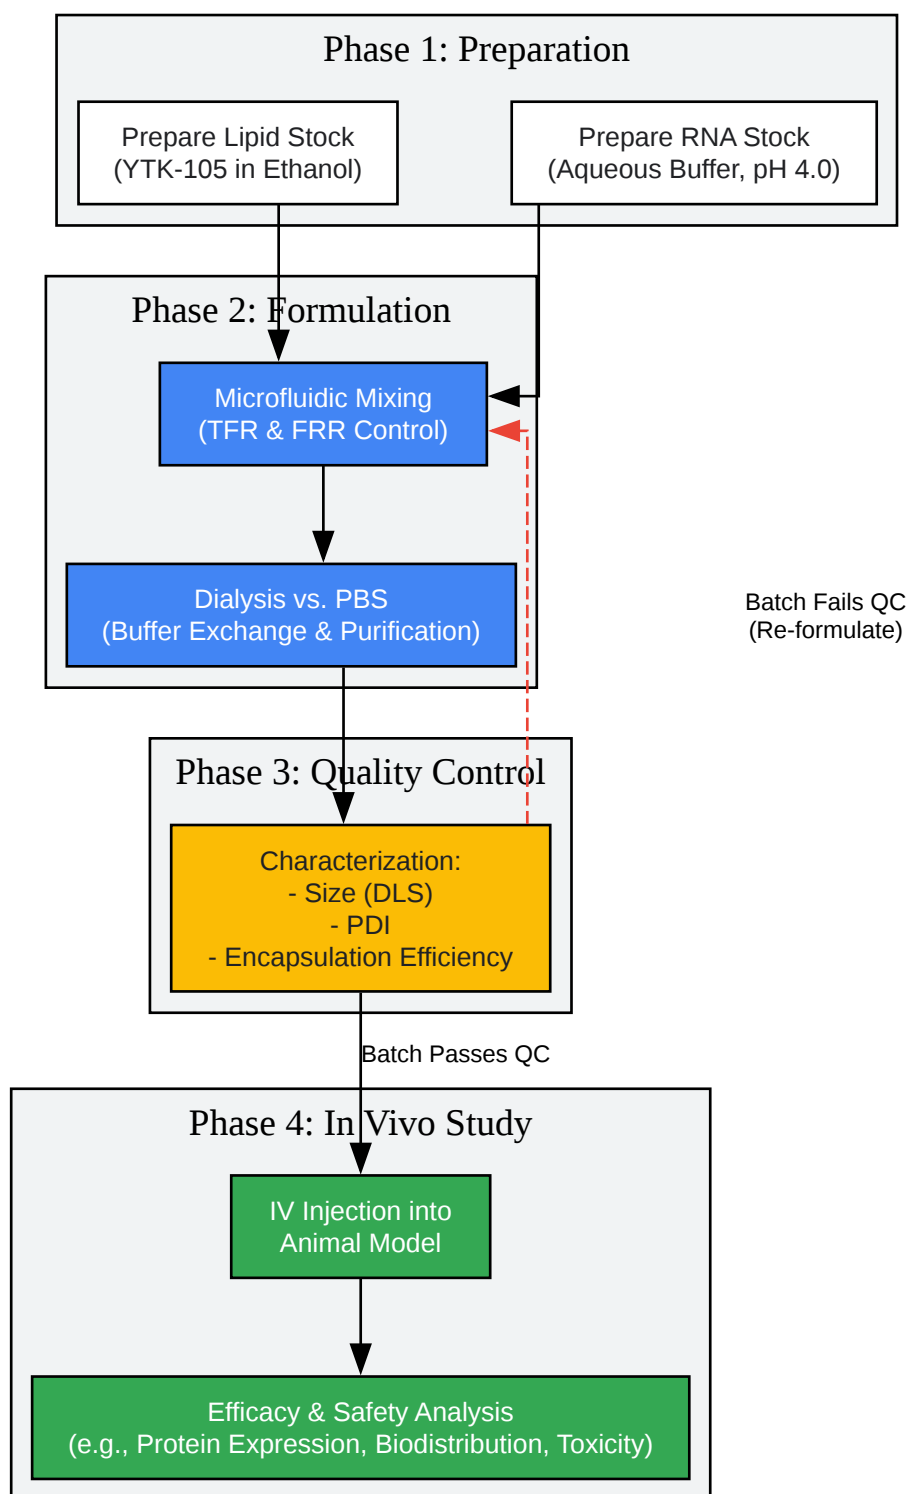 Phase 1: Preparation
Prepare Lipid Stock
(YTK-105 in Ethanol)
Prepare RNA Stock
(Aqueous Buffer, pH 4.0)
Phase 2: Formulation
Microfluidic Mixing
(TFR & FRR Control)
Dialysis vs. PBS
(Buffer Exchange & Purification)
Batch Fails QC
(Re-formulate)
Phase 3: Quality Control
Characterization:
- Size (DLS)
- PDI
- Encapsulation Efficiency
Batch Passes QC
Phase 4: In Vivo Study
IV Injection into
Animal Model
Efficacy & Safety Analysis
(e.g., Protein Expression, Biodistribution, Toxicity)